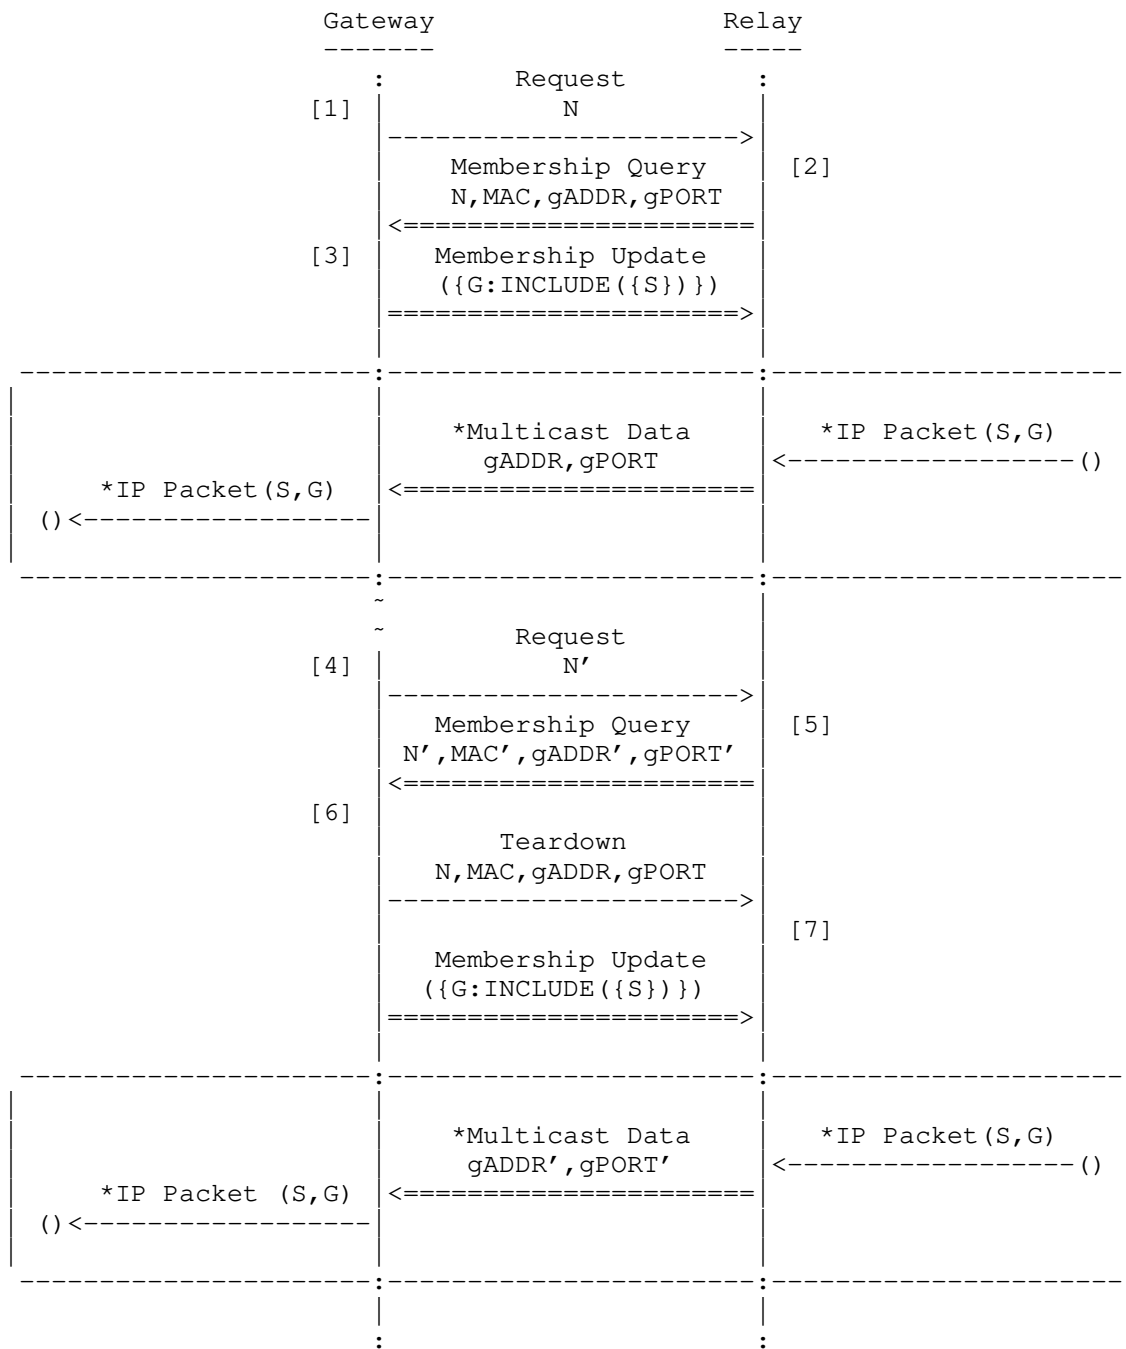 Gateway Relay
------- -----
: Request :
[1] | N |
|---------------------->|
| Membership Query | [2]
| N,MAC,gADDR,gPORT |
|<======================|
[3] | Membership Update |
| ({G:INCLUDE({S})}) |
|======================>|
| |
----------------------:-----------------------:----------------------
| | |
| | *Multicast Data | *IP Packet(S,G)
| | gADDR,gPORT |<------------------()
| *IP Packet(S,G) |<======================|
| ()<------------------| |
| | |
----------------------:-----------------------:----------------------
~ |
~ Request |
[4] | N' |
|---------------------->|
| Membership Query | [5]
| N',MAC',gADDR',gPORT' |
|<======================|
[6] | |
| Teardown |
| N,MAC,gADDR,gPORT |
|---------------------->|
| | [7]
| Membership Update |
| ({G:INCLUDE({S})}) |
|======================>|
| |
----------------------:-----------------------:----------------------
| | |
| | *Multicast Data | *IP Packet(S,G)
| | gADDR',gPORT' |<------------------()
| *IP Packet (S,G) |<======================|
| ()<------------------| |
| | |
----------------------:-----------------------:----------------------
| |
: :